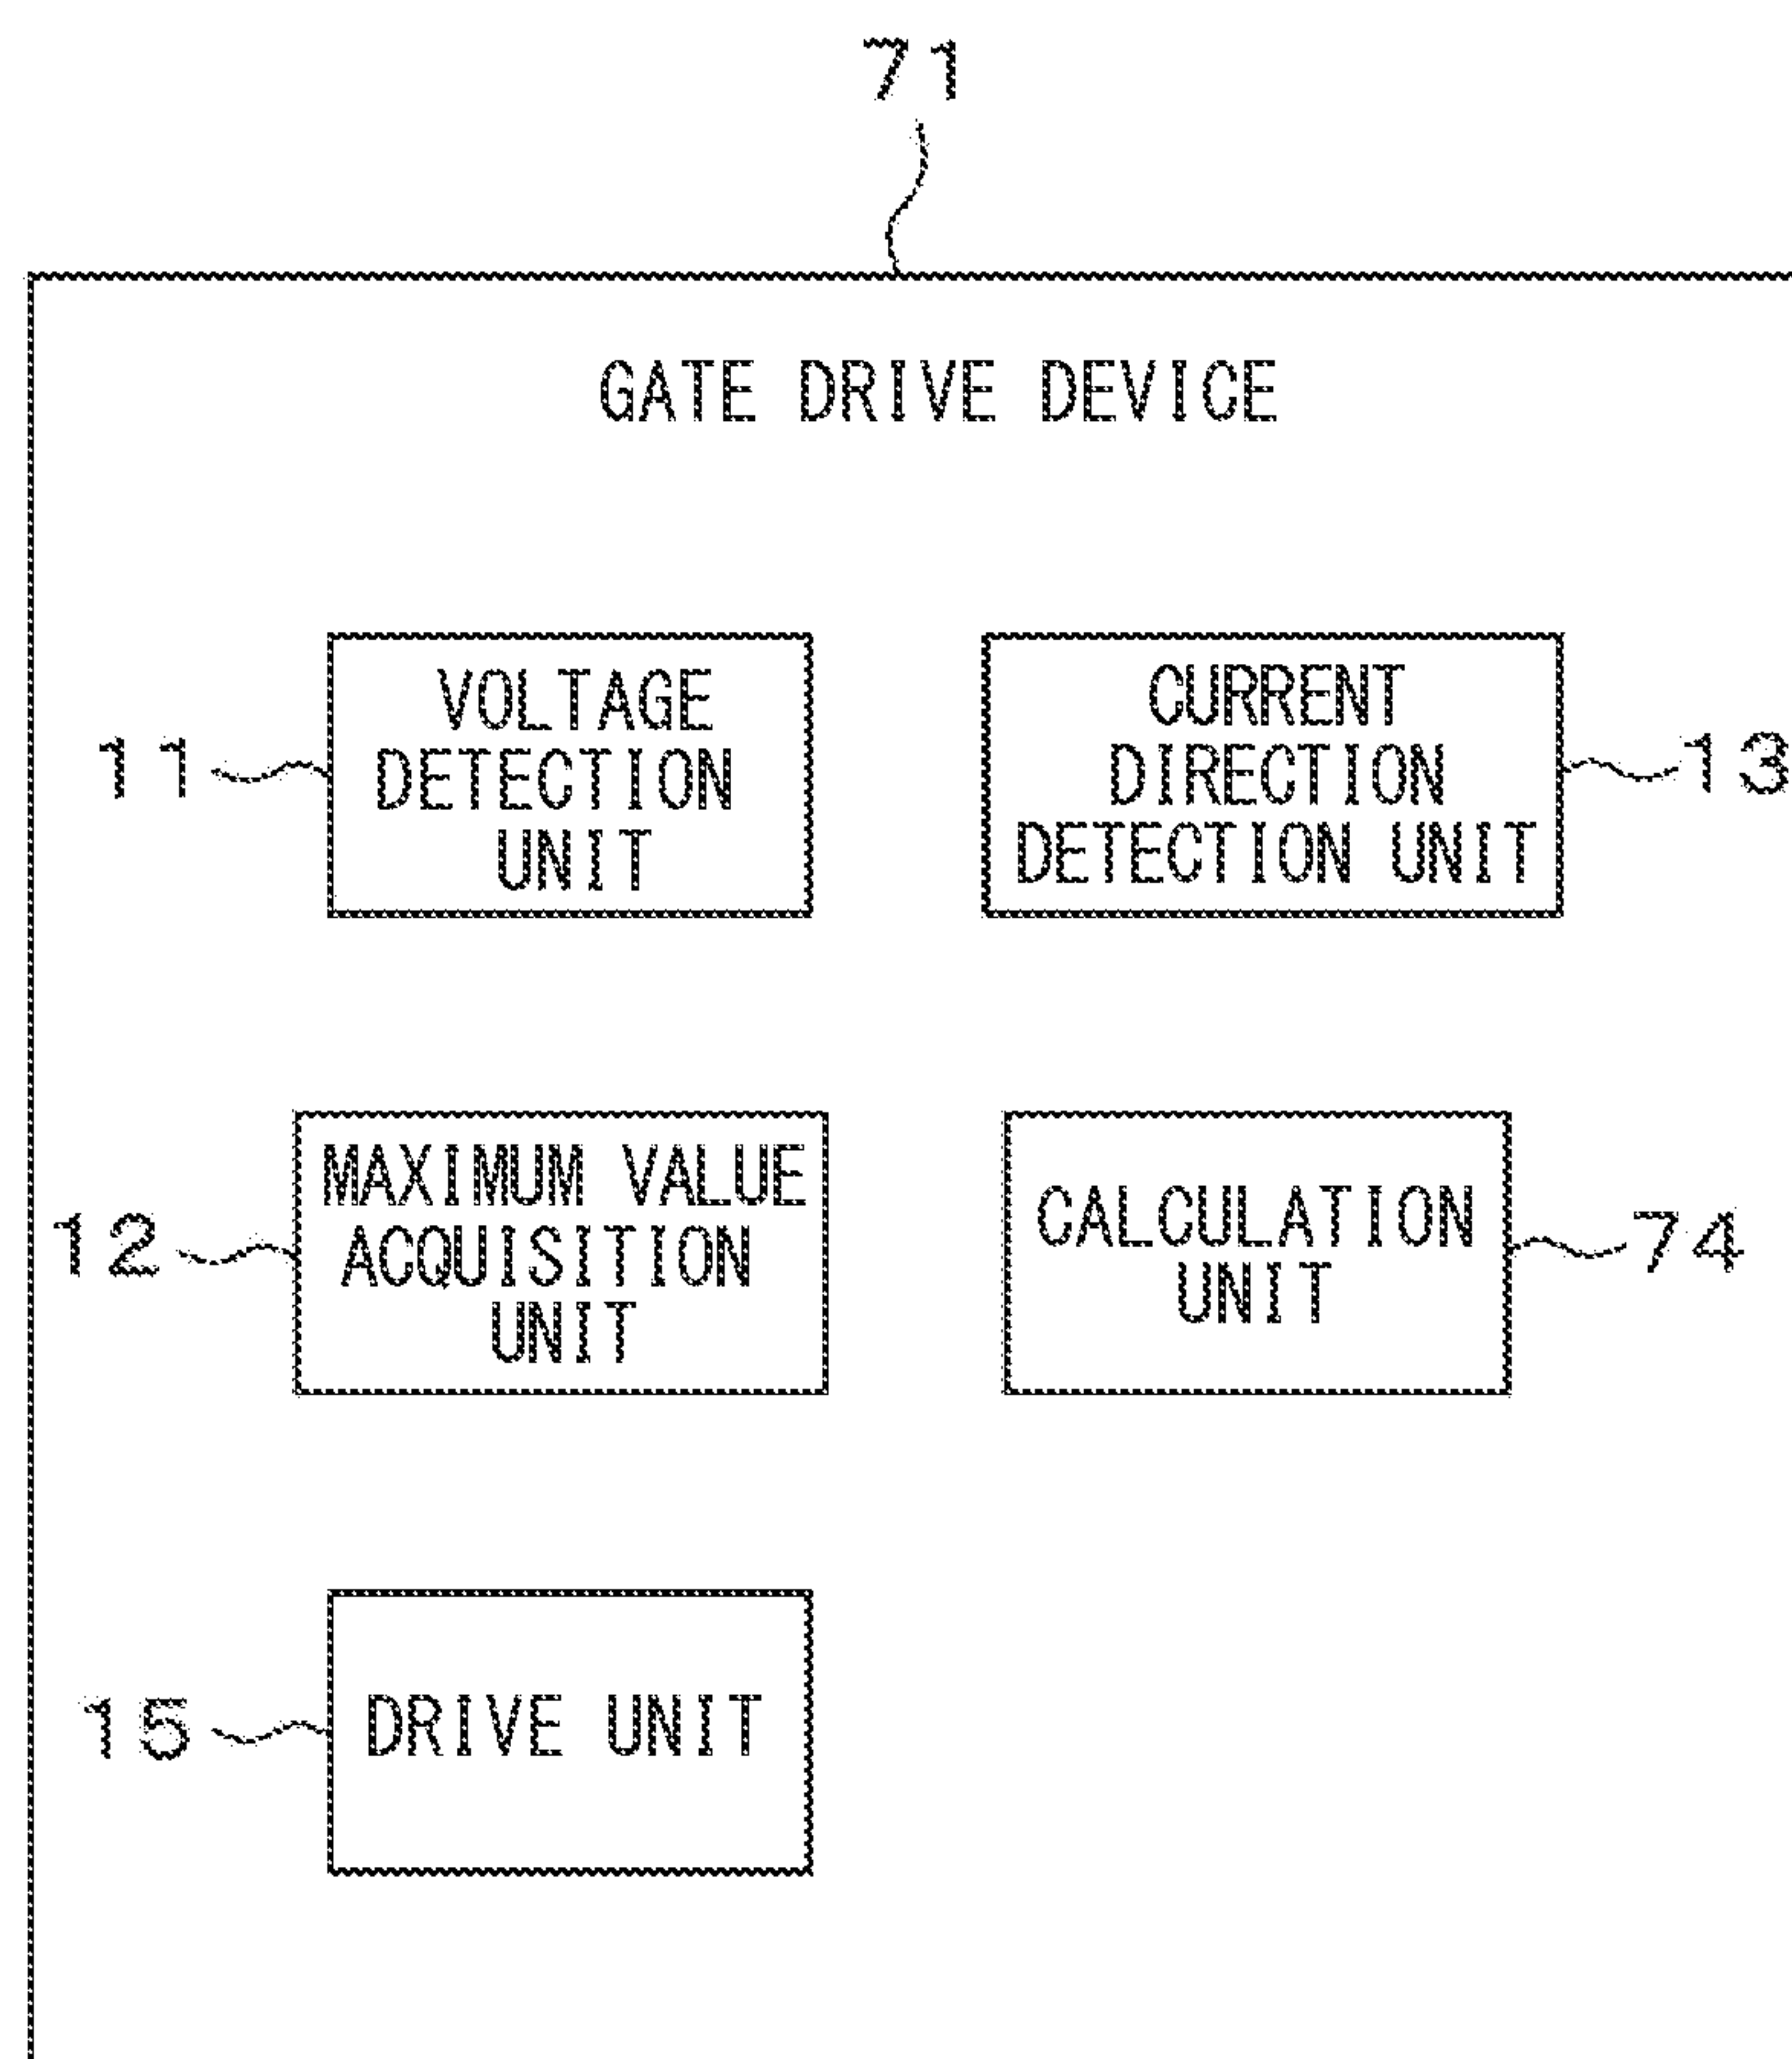 71
GATE DRIVE DEVICE
11
VOLTAGE
DETECTION
UNIT
CURRENT
DIRECTION
DETECTION UNIT
13
12
MAXIMUM VALUE
ACQUISITION
UNIT
CALCULATION
UNIT
74
15
DRIVE UNIT